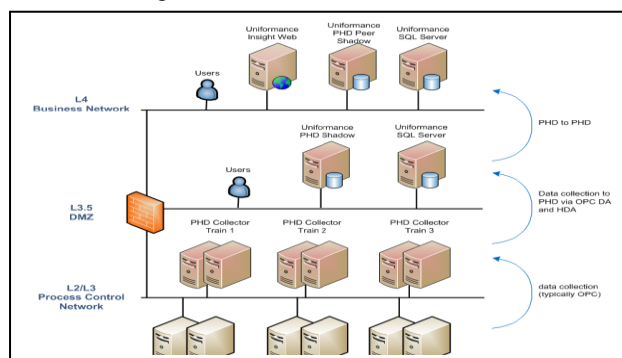 Uniformance
Insight Web
Uniformance
PHD Peer
Shadow
Uniformance
SQL Server
Users
L4
Business Network
PHD to PHD
Uniformance
PHD Shadow
Uniformance
SQL Server
Users
L3.5
DMZ
Data collection to
PHD via OPC DA
and HDA
PHD Collector
Train 1
PHD Collector
Train 2
PHD Collector
Train 3
L2/L3
Process Control
Network
data collection
(typically OPC)